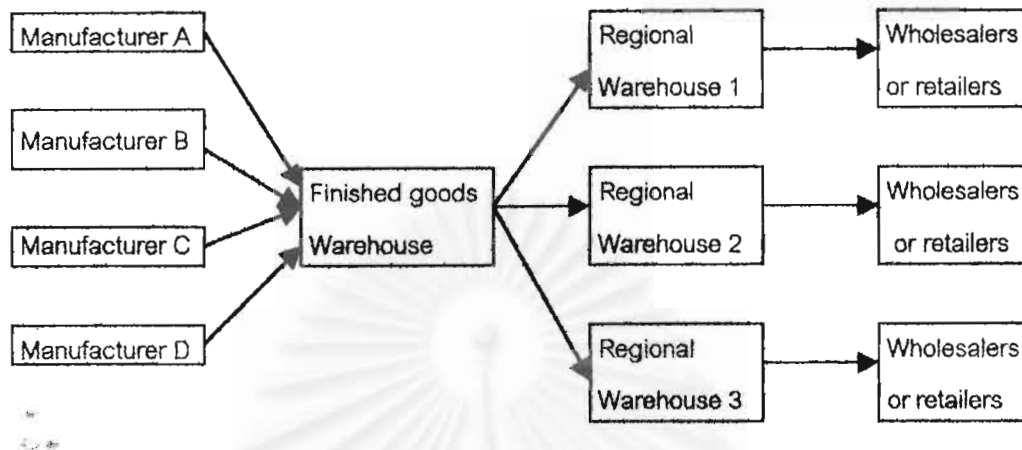 Manufacturer A
Manufacturer B
Manufacturer C
Manufacturer D
Finished goods
Warehouse
Regional
Warehouse 1
Regional
Warehouse 2
Regional
Warehouse 3
Wholesalers
or retailers
Wholesalers
or retailers
Wholesalers
or retailers